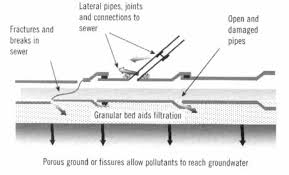 Lateral pipes, joints
and connections to
sewer
Fractures and
breaks in
sewer
Open and
damaged
pipes
Granular bed aids filtration
Porous ground or fissures allow pollutants to reach groundwater